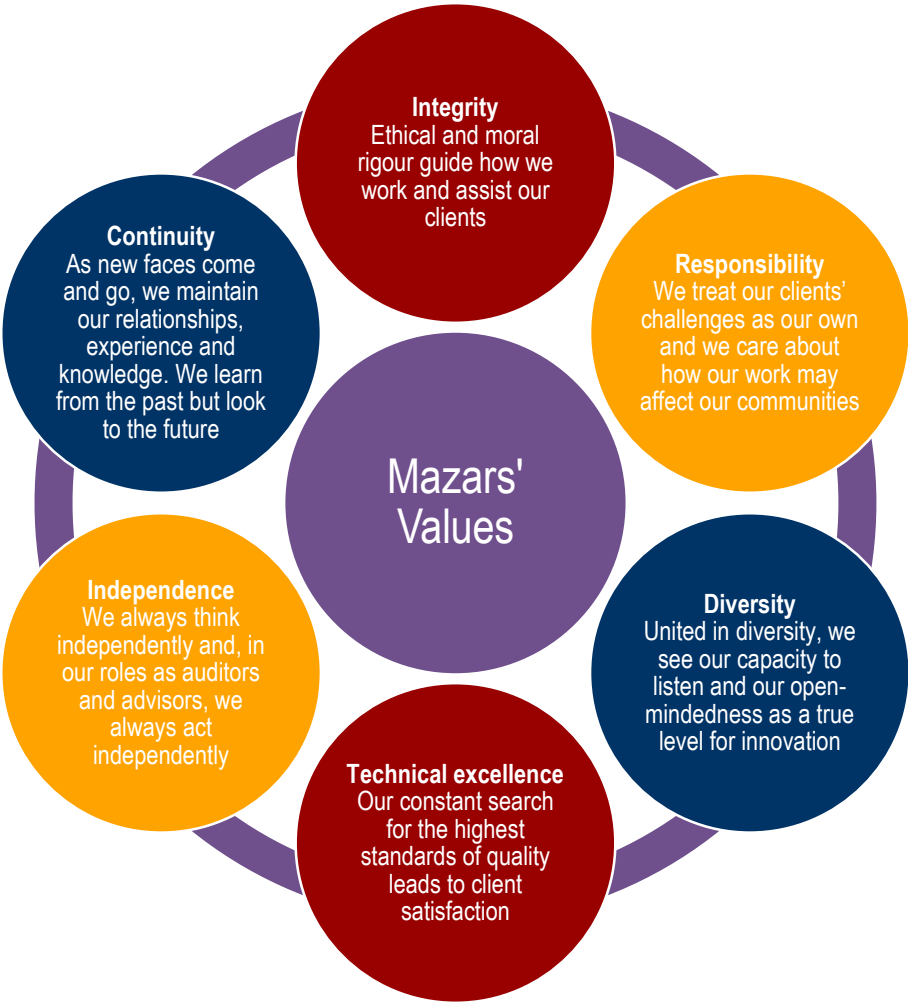 Integrity
Ethical and moral
rigour guide how we
work and assist our
clients
Responsibility
We treat our clients’
challenges as our own
and we care about
how our work may
affect our communities
Diversity
United in diversity, we
see our capacity to
listen and our open-
mindedness as a true
level for innovation
Technical excellence
Our constant search
for the highest
standards of quality
leads to client
satisfaction
Independence
We always think
independently and, in
our roles as auditors
and advisors, we
always act
independently
Continuity
As new faces come
and go, we maintain
our relationships,
experience and
knowledge. We learn
from the past but look
to the future
Mazars'
Values